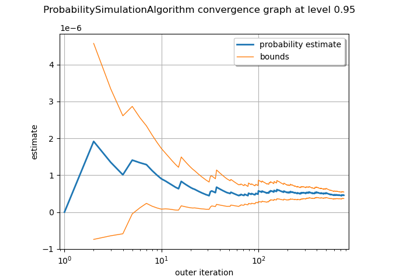 ProbabilitySimulationAlgorithm convergence graph at level 0.95
1e−6
probability estimate
bounds
4
3
2
1
0
−1
estimate
10⁰
10¹
10²
outer iteration